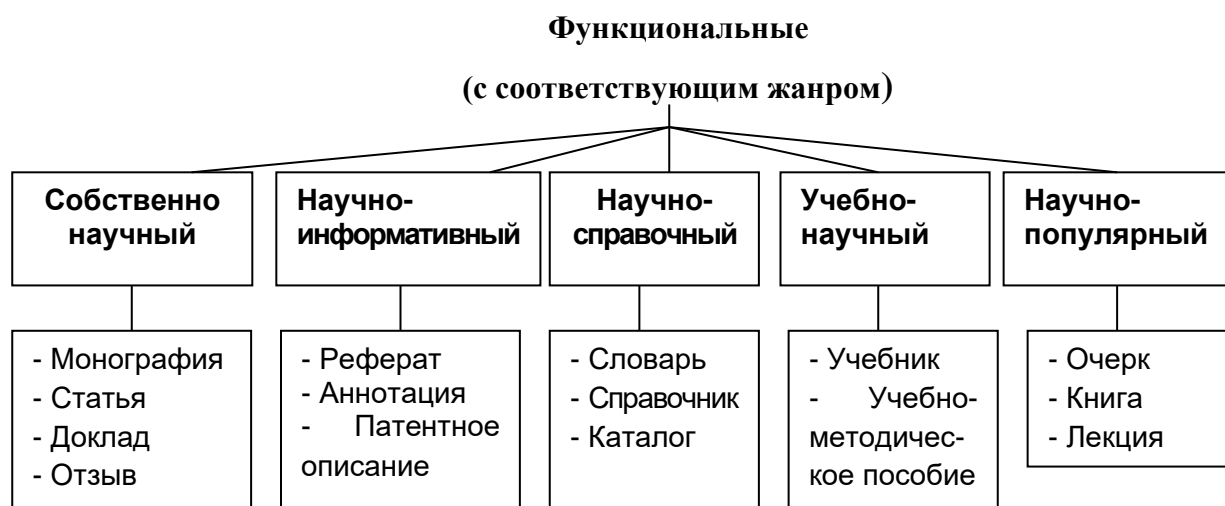 Функциональные
(с соответствующим жанром)
Собственно
научный
Научно-
информативный
Научно-
справочный
Учебно-
научный
Научно-
популярный
- Монография
- Статья
- Доклад
- Отзыв
- Реферат
- Аннотация
- Патентное
описание
- Словарь
- Справочник
- Каталог
- Учебник
- Учебно-
методичес-
кое пособие
- Очерк
- Книга
- Лекция